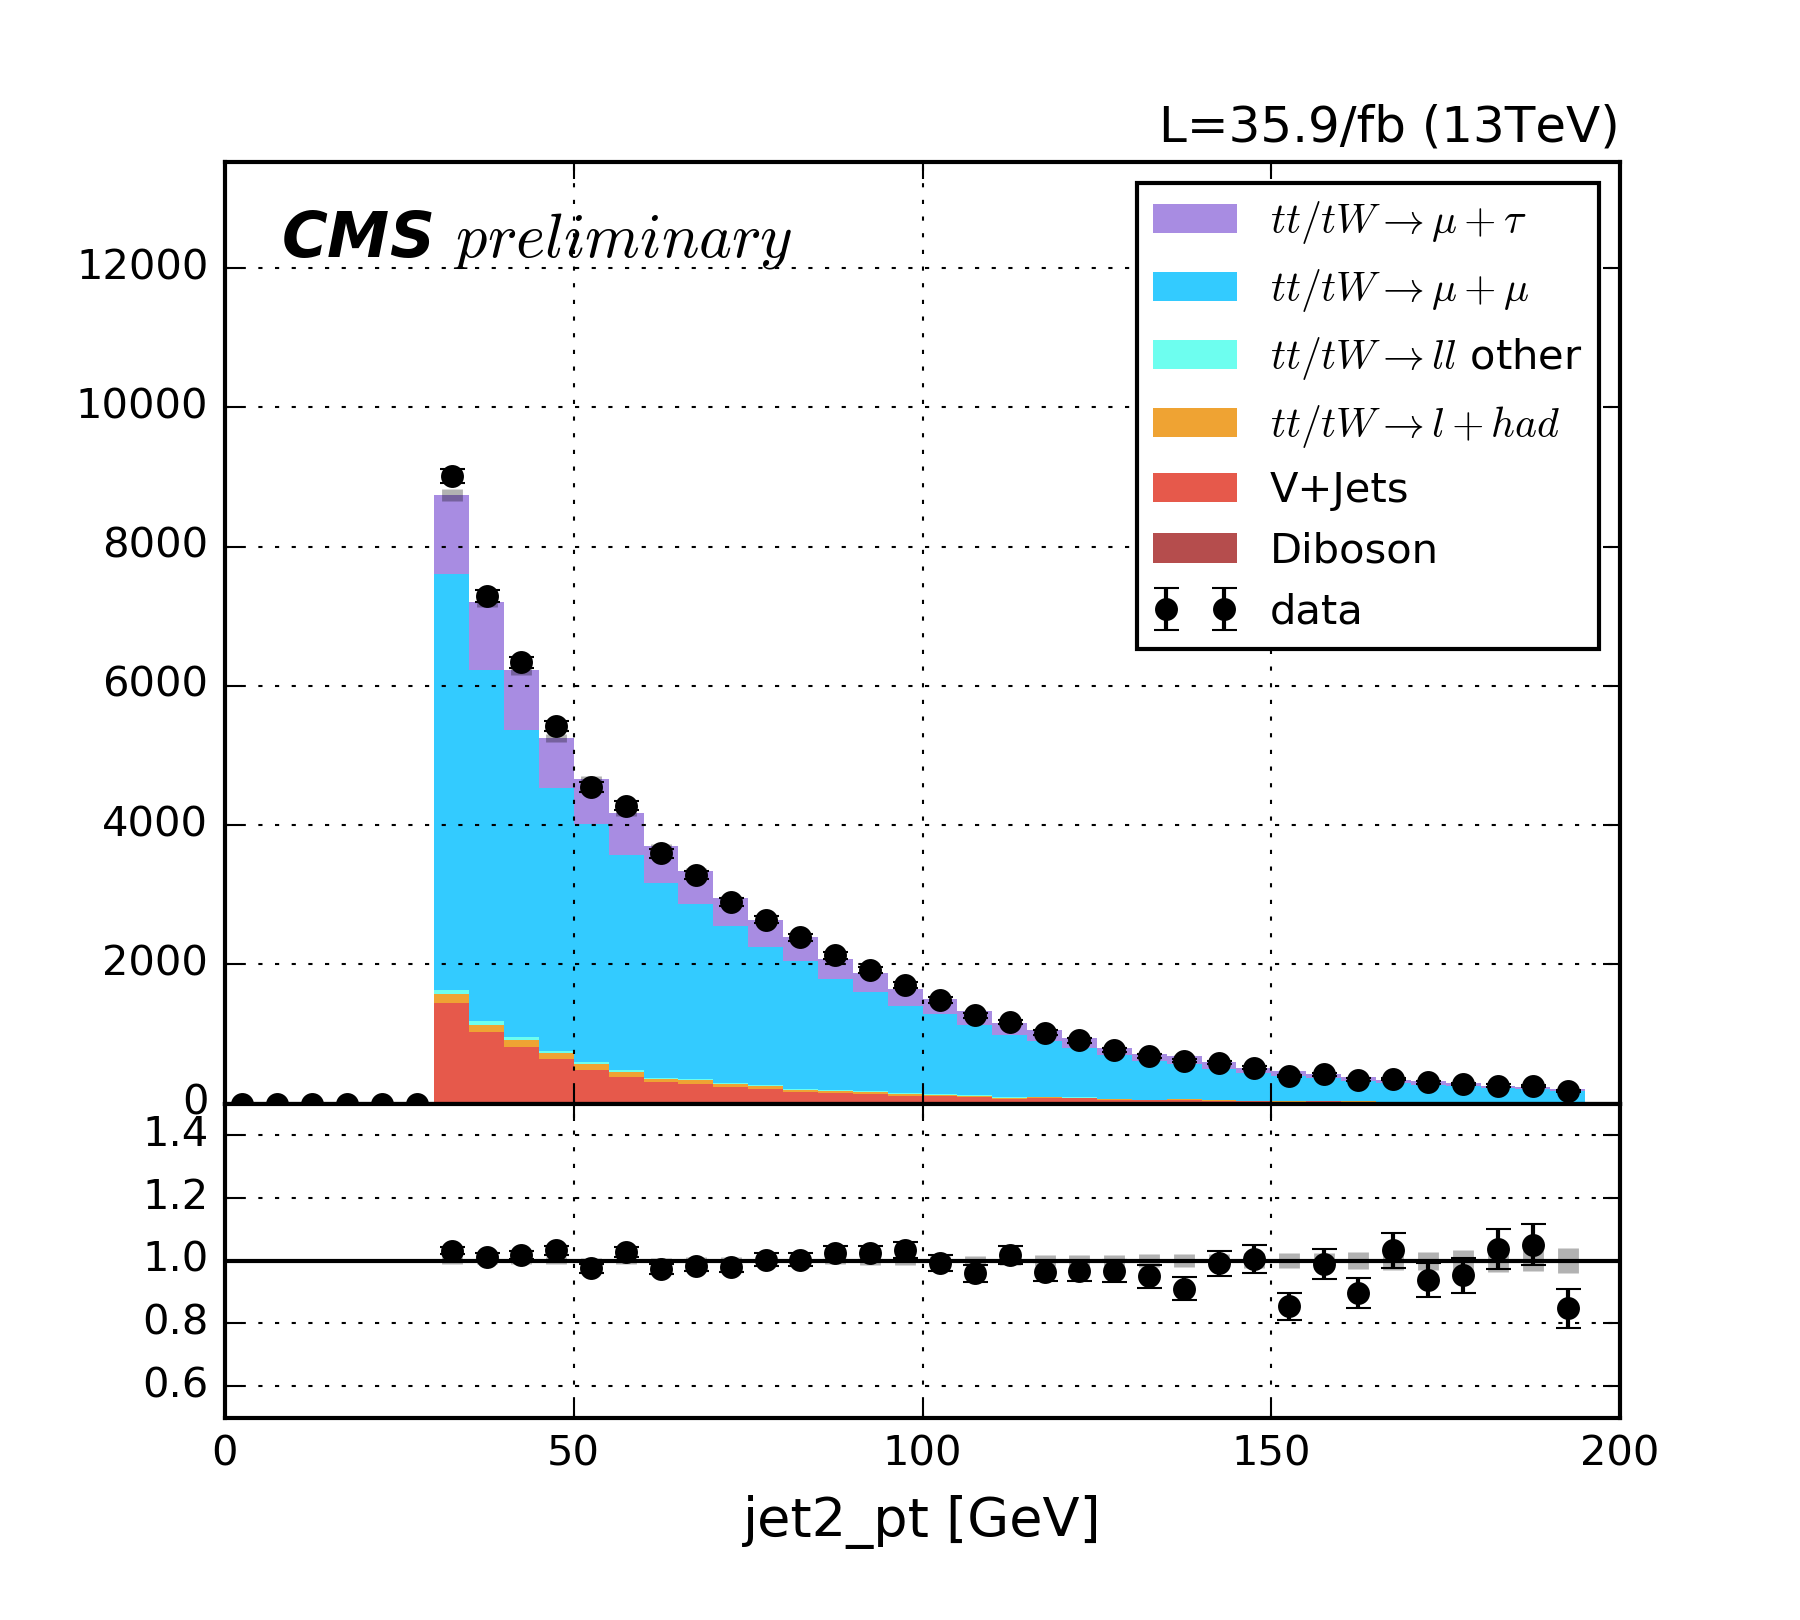 L=35.9/fb (13TeV)
CMS preliminary
tt/tW → μ + τ
tt/tW → μ + μ
tt/tW → ll other
tt/tW → l + had
V+Jets
Diboson
data
12000
10000
8000
6000
4000
2000
0
1.4
1.2
1.0
0.8
0.6
0 50 100 150 200
jet2_pt [GeV]